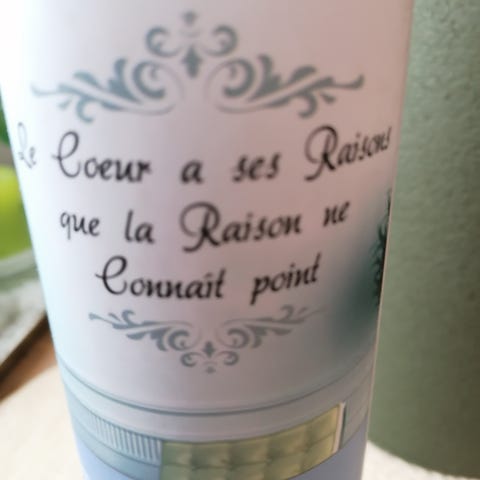 Le Coeur a ses Raisons
que la Raison ne
Connaît point